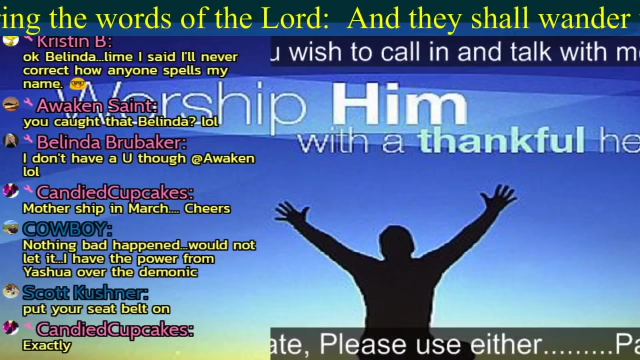 ring the words of the Lord: And they shall wander
u wish to call in and talk with m
Kristin B:
ok Belinda...lime I said I'll never
correct how anyone spells my
name.
Awaken Saint:
you caught that Belinda? lol
Belinda Brubaker:
I don't have a U though @Awaken
lol
CandiedCupcakes:
Mother ship in March.... Cheers
COWBOY:
Nothing bad happened...would not
let it...I have the power from
Yashua over the demonic
Scott Kushner:
put your seat belt on
CandiedCupcakes:
Exactly
Worship Him
with a thankful he
ate, Please use either.........Pa